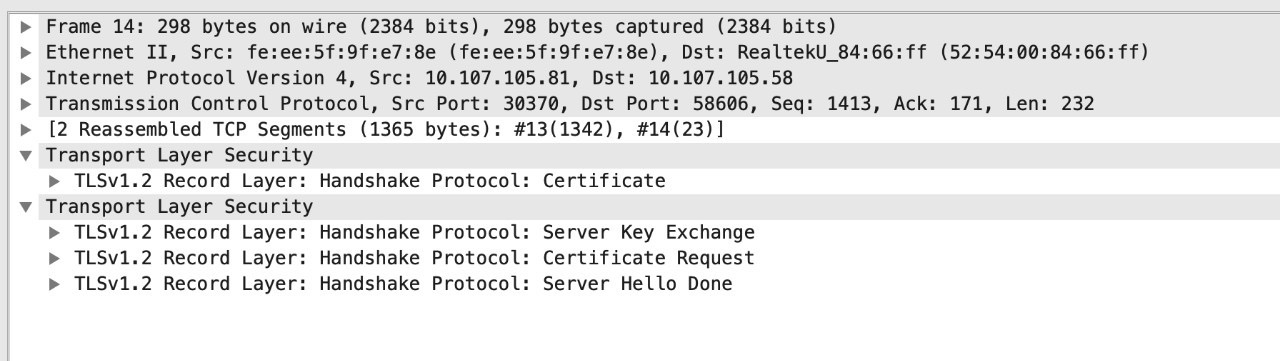 Frame 14: 298 bytes on wire (2384 bits), 298 bytes captured (2384 bits)
Ethernet II, Src: fe:ee:5f:9f:e7:8e (fe:ee:5f:9f:e7:8e), Dst: RealtekU_84:66:ff (52:54:00:84:66:ff)
Internet Protocol Version 4, Src: 10.107.105.81, Dst: 10.107.105.58
Transmission Control Protocol, Src Port: 30370, Dst Port: 58606, Seq: 1413, Ack: 171, Len: 232
[2 Reassembled TCP Segments (1365 bytes): #13(1342), #14(23)]
Transport Layer Security
TLSv1.2 Record Layer: Handshake Protocol: Certificate
Transport Layer Security
TLSv1.2 Record Layer: Handshake Protocol: Server Key Exchange
TLSv1.2 Record Layer: Handshake Protocol: Certificate Request
TLSv1.2 Record Layer: Handshake Protocol: Server Hello Done